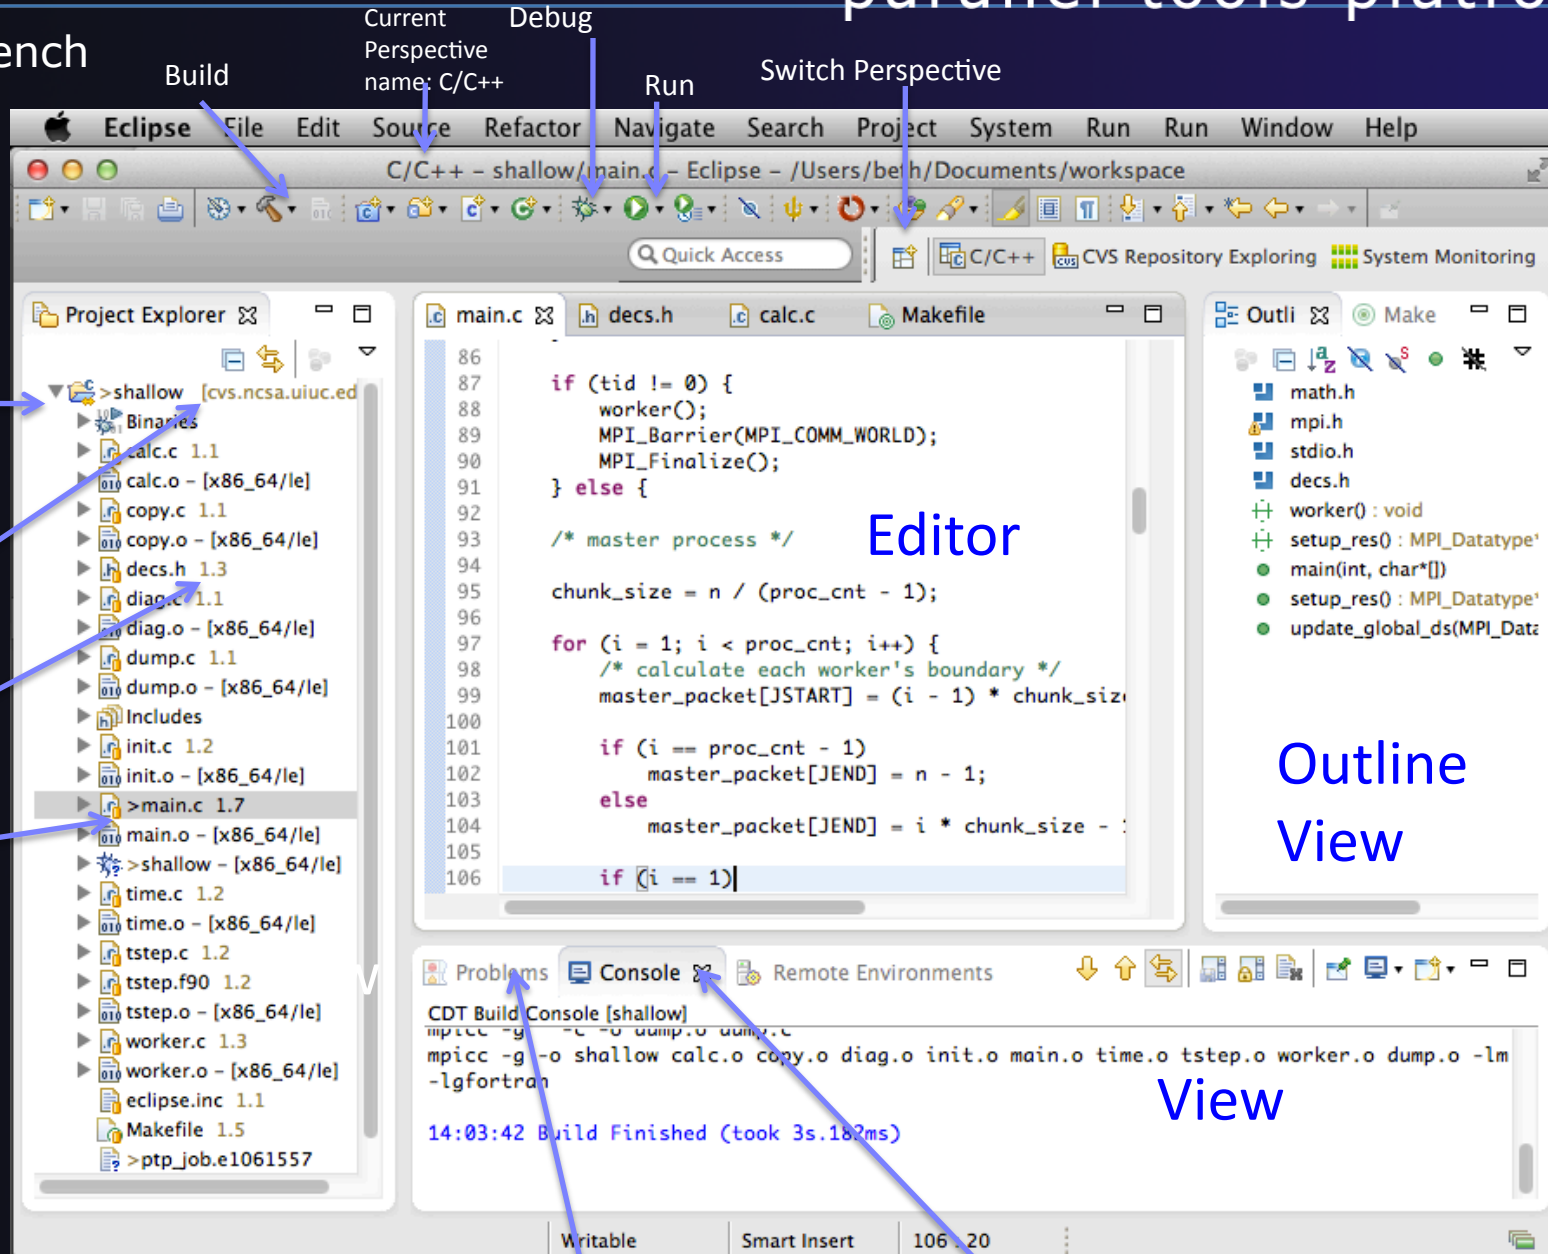 parallel tools platfo
ench
Build
Current
Perspective
name: C/C++
Debug
Run
Switch Perspective
Eclipse File Edit Source Refactor Navigate Search Project System Run Run Window Help
C/C++ – shallow/main.c – Eclipse – /Users/beth/Documents/workspace
Quick Access
C/C++
CVS Repository Exploring
System Monitoring
Project Explorer
>shallow [cvs.ncsa.uiuc.ed
Binaries
calc.c 1.1
calc.o – [x86_64/le]
copy.c 1.1
copy.o – [x86_64/le]
decs.h 1.3
diag.c 1.1
diag.o – [x86_64/le]
dump.c 1.1
dump.o – [x86_64/le]
Includes
init.c 1.2
init.o – [x86_64/le]
>main.c 1.7
main.o – [x86_64/le]
>shallow – [x86_64/le]
time.c 1.2
time.o – [x86_64/le]
tstep.c 1.2
tstep.f90 1.2
tstep.o – [x86_64/le]
worker.c 1.3
worker.o – [x86_64/le]
eclipse.inc 1.1
Makefile 1.5
>ptp_job.e1061557
main.c decs.h calc.c Makefile
86
87 if (tid != 0) {
88 worker();
89 MPI_Barrier(MPI_COMM_WORLD);
90 MPI_Finalize();
91 } else {
92
93 /* master process */
94
95 chunk_size = n / (proc_cnt - 1);
96
97 for (i = 1; i < proc_cnt; i++) {
98 /* calculate each worker's boundary */
99 master_packet[JSTART] = (i - 1) * chunk_siz
100
101 if (i == proc_cnt - 1)
102 master_packet[JEND] = n - 1;
103 else
104 master_packet[JEND] = i * chunk_size -
105
106 if (i == 1)
Editor
Outli Make
math.h
mpi.h
stdio.h
decs.h
worker() : void
setup_res() : MPI_Datatype*
main(int, char*[])
setup_res() : MPI_Datatype*
update_global_ds(MPI_Data
Outline
View
Problems Console Remote Environments
CDT Build Console [shallow]
mpicc -g -c -o dump.o dump.c
mpicc -g -o shallow calc.o copy.o diag.o init.o main.o time.o tstep.o worker.o dump.o -lm
-lgfortran
14:03:42 Build Finished (took 3s.182ms)
View
Writable Smart Insert 106 : 20